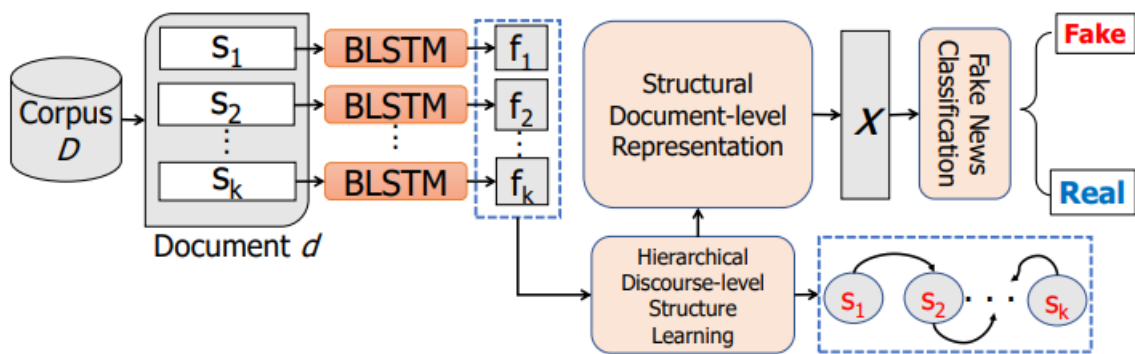 Corpus
D
s1
s2
⋮
sk
Document d
BLSTM
BLSTM
⋮
BLSTM
f1
f2
⋮
fk
Structural
Document-level
Representation
X
Fake News
Classification
Fake
Real
Hierarchical
Discourse-level
Structure
Learning
s1
s2
. . .
sk